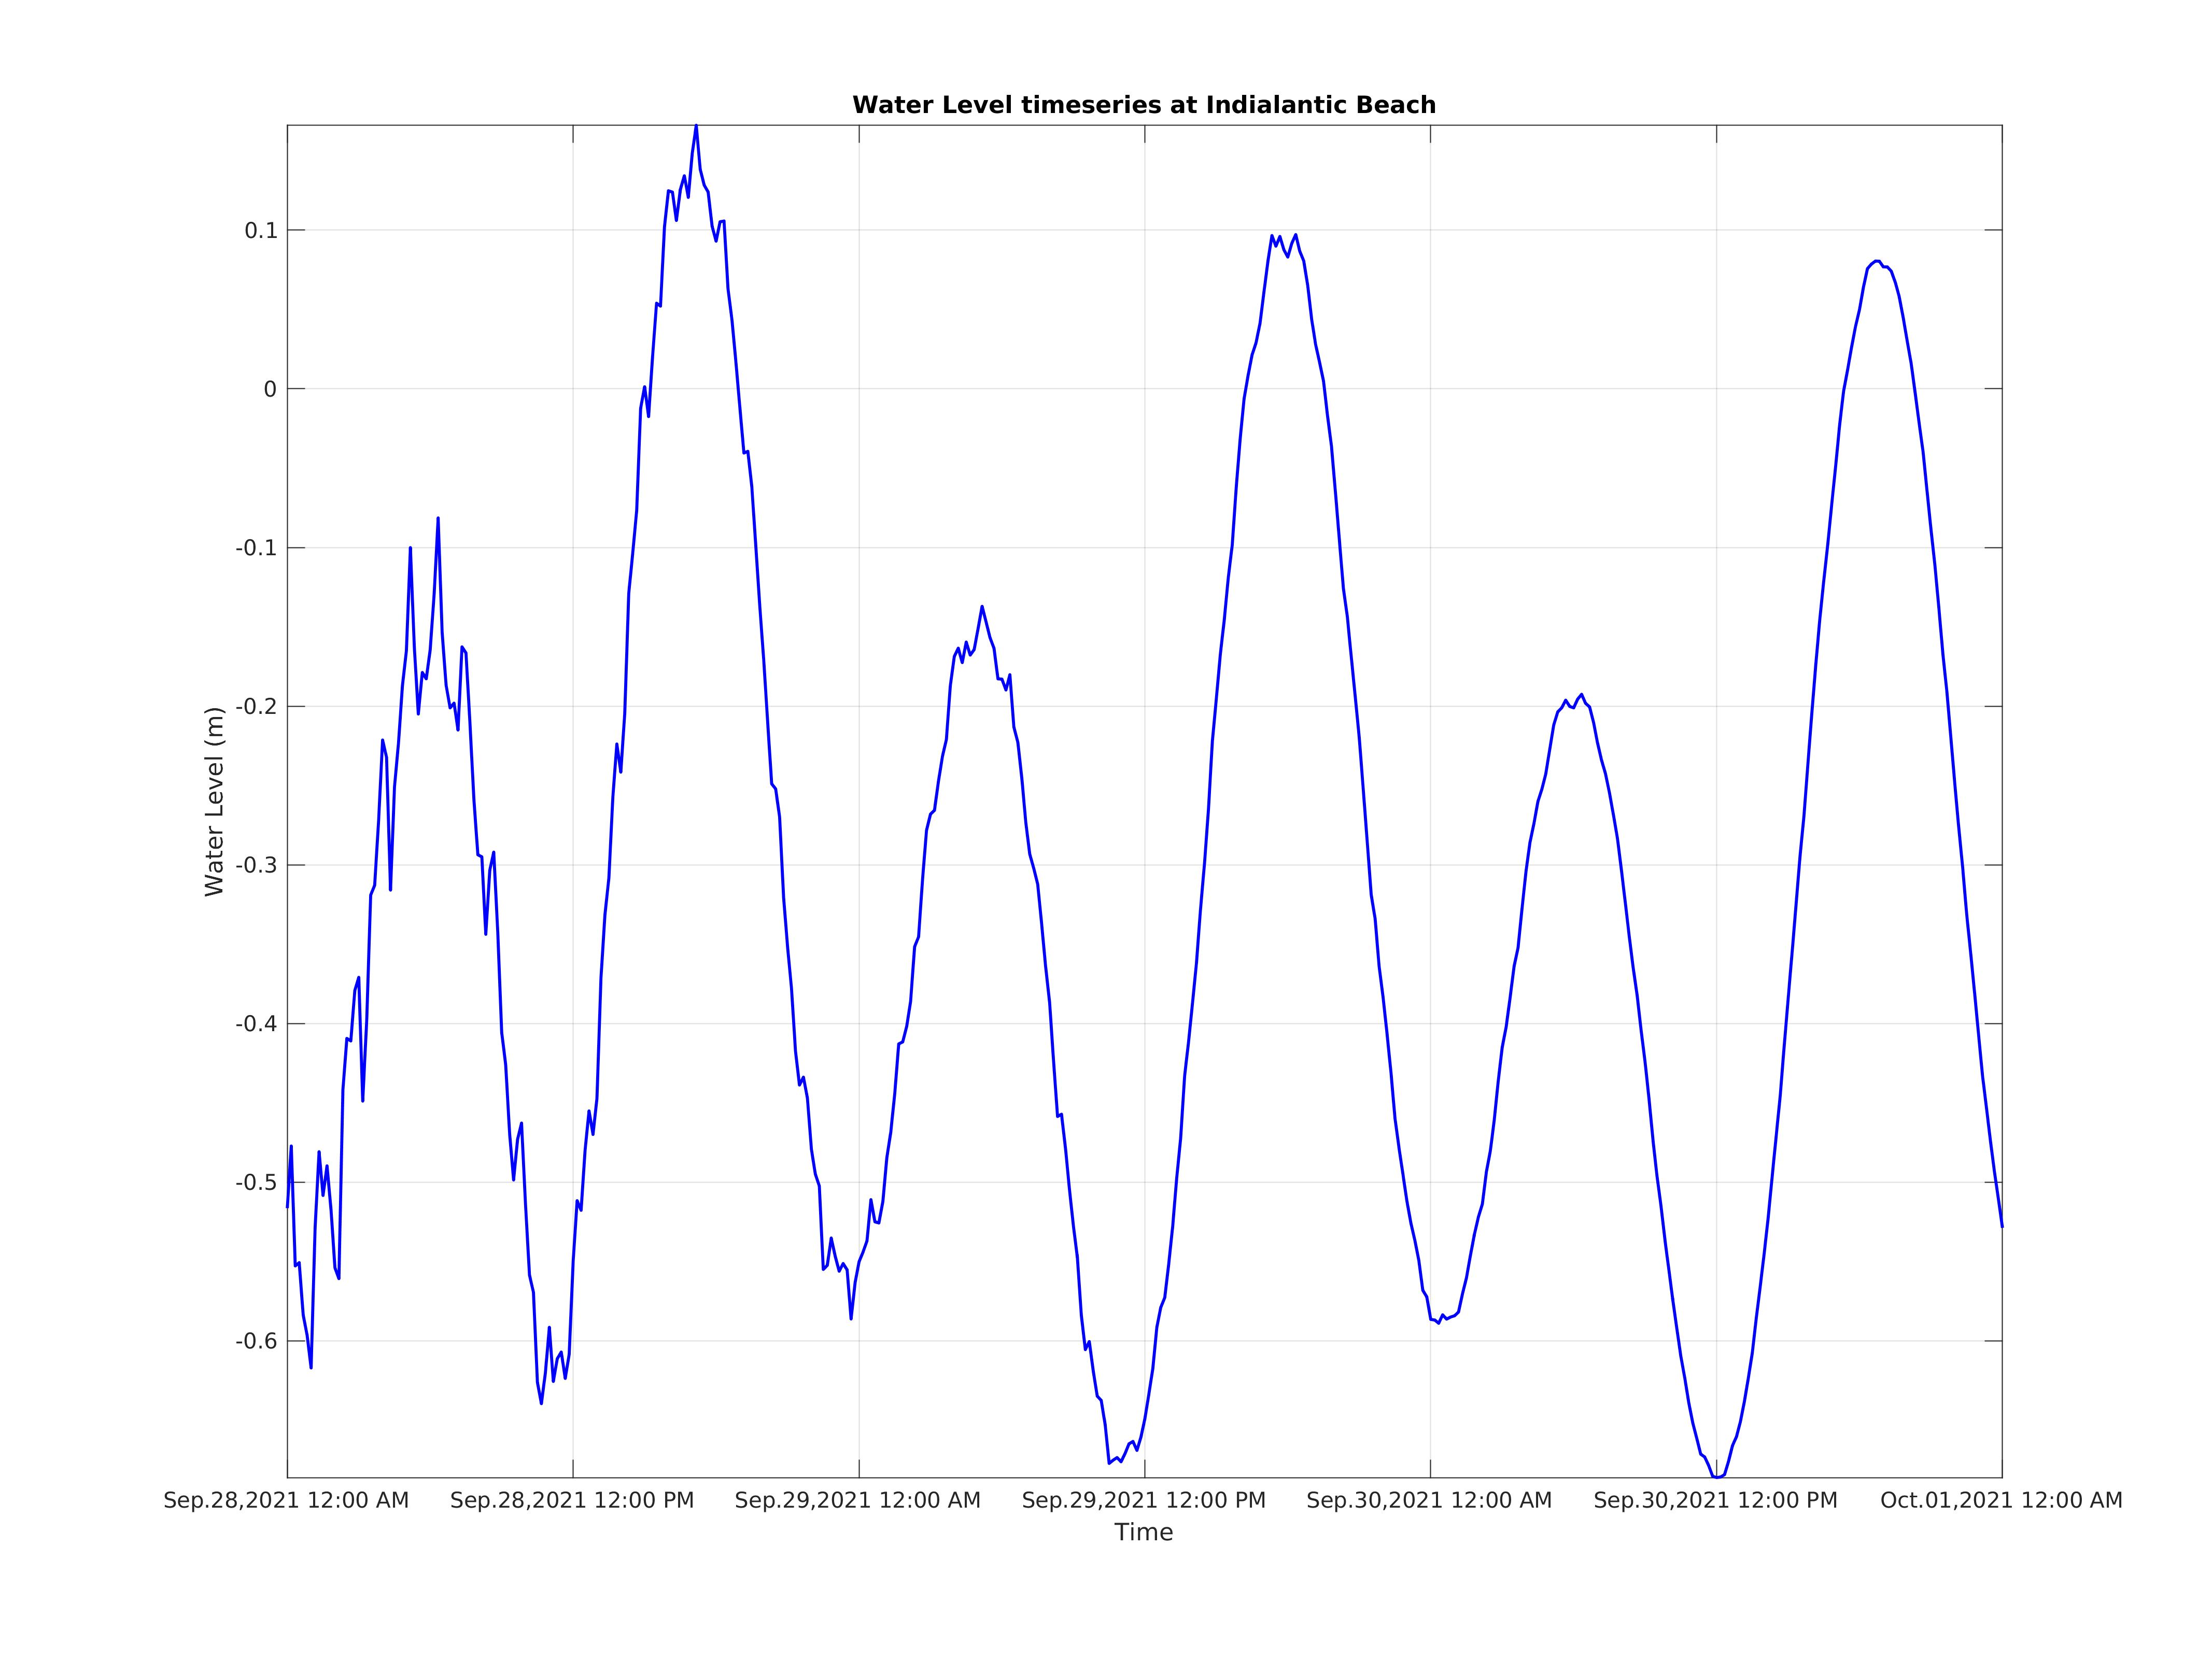 Water Level timeseries at Indialantic Beach
0.1
0
-0.1
-0.2
-0.3
-0.4
-0.5
-0.6
Water Level (m)
Sep.28,2021 12:00 AM Sep.28,2021 12:00 PM Sep.29,2021 12:00 AM Sep.29,2021 12:00 PM Sep.30,2021 12:00 AM Sep.30,2021 12:00 PM Oct.01,2021 12:00 AM
Time